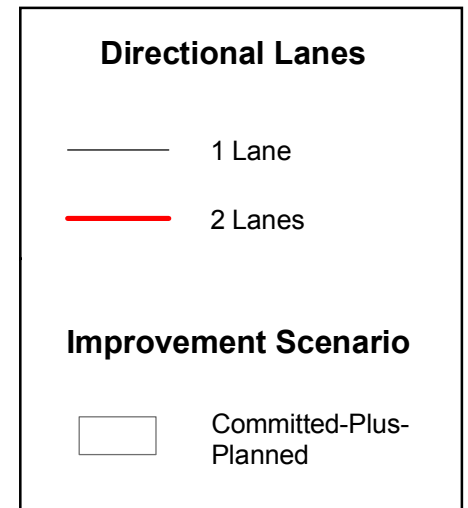 Directional Lanes
1 Lane
2 Lanes
Improvement Scenario
Committed-Plus-
Planned